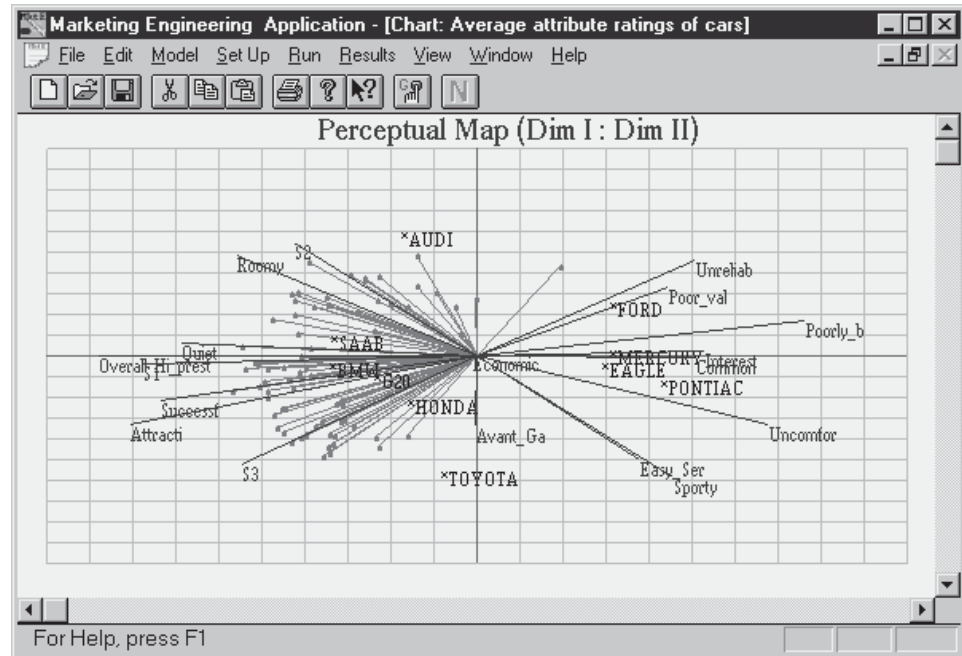 Marketing Engineering Application - [Chart: Average attribute ratings of cars]
File Edit Model Set Up Run Results View Window Help
N
Perceptual Map (Dim I : Dim II)
×AUDI
S2
Roomy
Unreliab
Poor_val
×FORD
Poorly_b
×SAAB
Quiet
×MERCURY
Interest
Overall
Hi_prest
Economic
Common
S1
×BMW
×EAGLE
G20
×PONTIAC
Successf
×HONDA
Attracti
Avant_Ga
Uncomfor
S3
Easy_Ser
×TOYOTA
Sporty
For Help, press F1